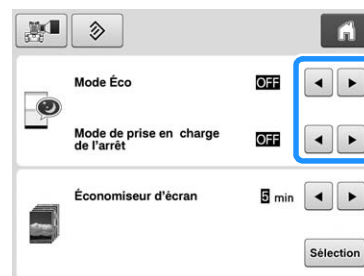 Mode Éco OFF
Mode de prise en charge
de l'arrêt OFF
Économiseur d'écran 5 min
Sélection